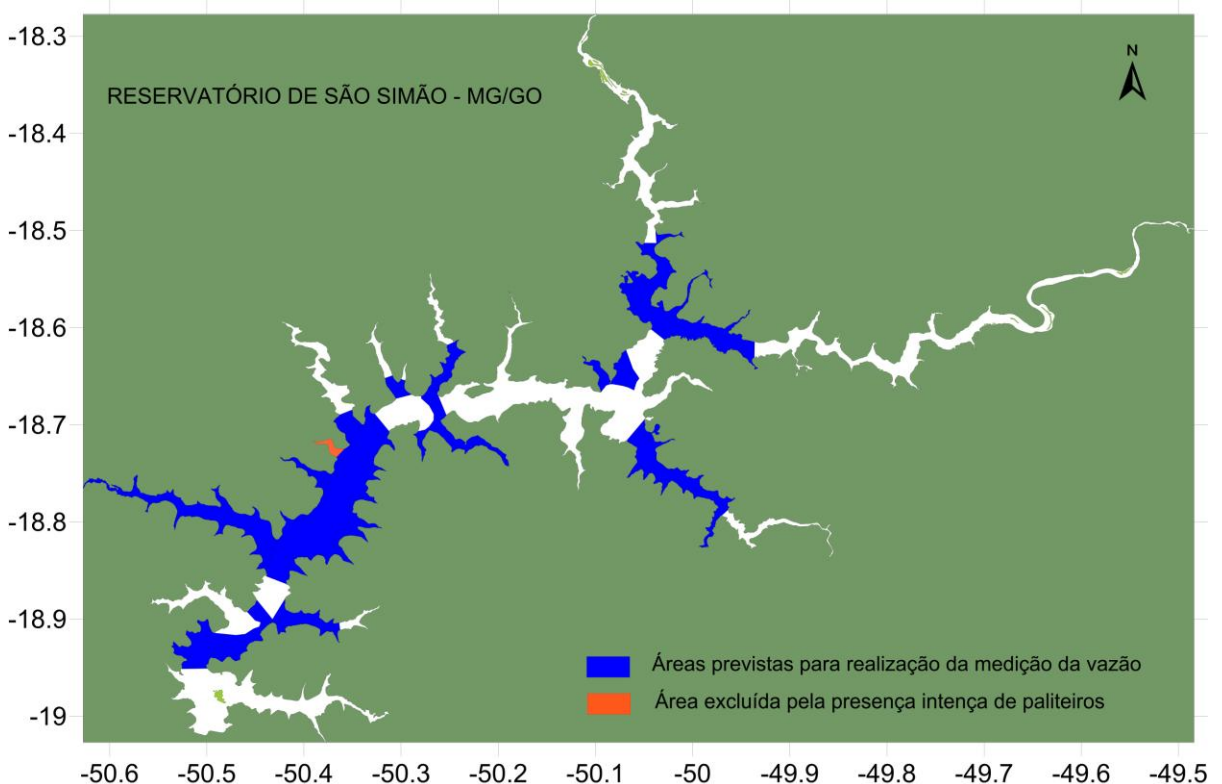 -18.3
N
RESERVATÓRIO DE SÃO SIMÃO - MG/GO
-18.4
-18.5
-18.6
-18.7
-18.8
-18.9
Áreas previstas para realização da medição da vazão
Área excluída pela presença intença de paliteiros
-19
-50.6 -50.5 -50.4 -50.3 -50.2 -50.1 -50 -49.9 -49.8 -49.7 -49.6 -49.5